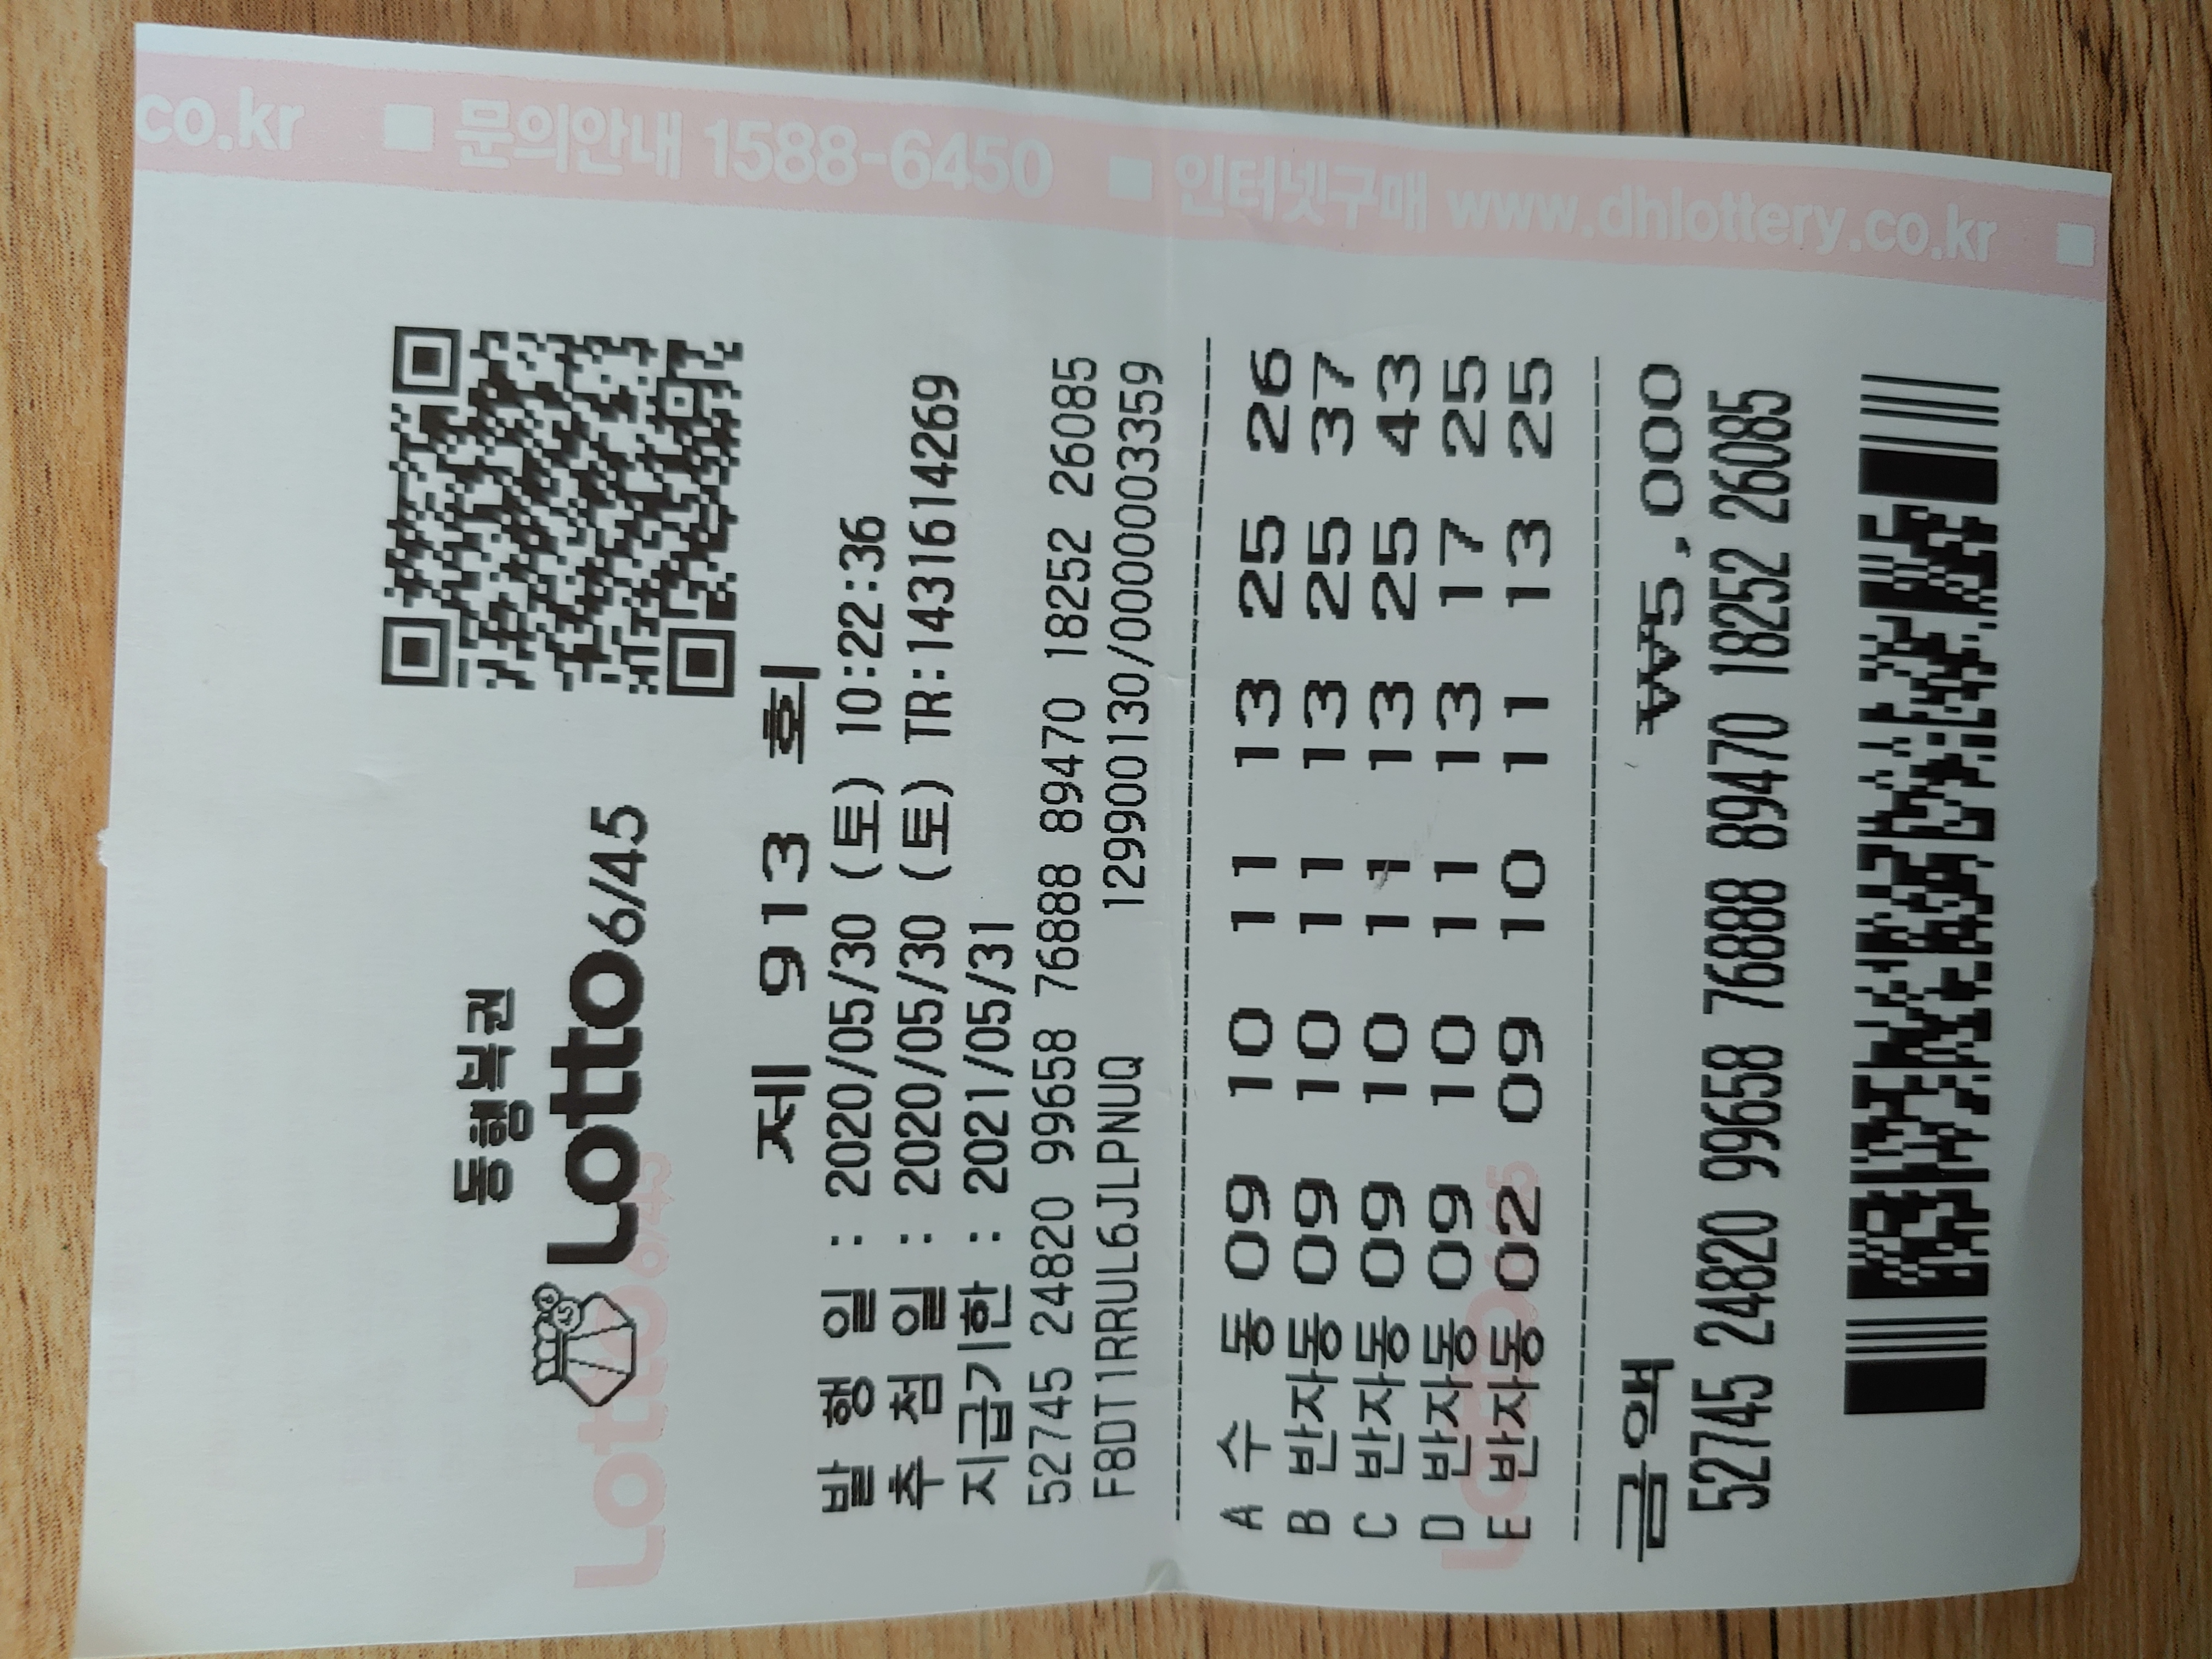 co.kr ■ 문의안내 1588-6450 ■ 인터넷구매 www.dhlottery.co.kr ■
동행복권
Lotto6/45
Lotto6/45
제 913 회
발 행 일 : 2020/05/30 (토) 10:22:36
추 첨 일 : 2020/05/30 (토) TR:1431614269
지급기한 : 2021/05/31
52745 24820 99658 76888 89470 18252 26085
F8DT1RRUL6JLPNUQ 129900130/0000003359
A 수 동 09 10 11 13 25 26
B 반자동 09 10 11 13 25 37
C 반자동 09 10 11 13 25 43
D 반자동 09 10 11 13 17 25
E 반자동 02 09 10 11 13 25
Lotto6/45
금액 ₩5,000
52745 24820 99658 76888 89470 18252 26085